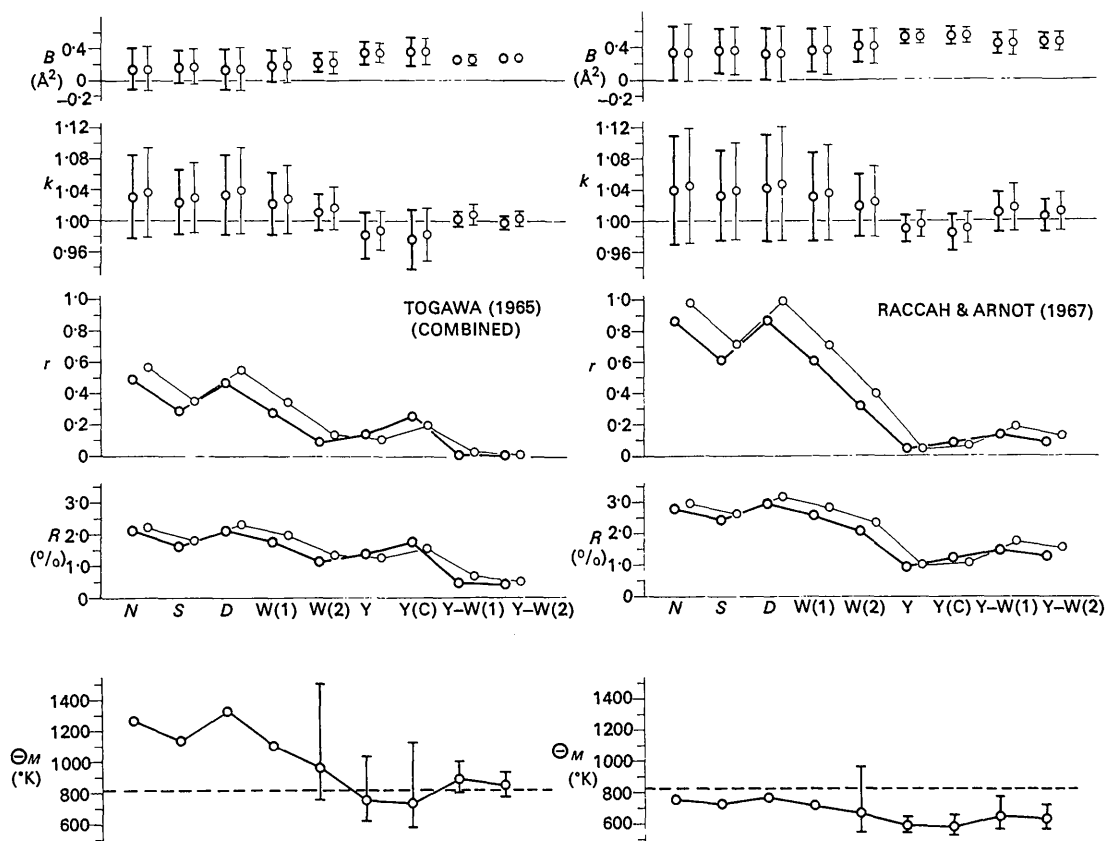 B
(Å²)
0·4
0
−0·2
k
1·12
1·08
1·04
1·00
0·96
TOGAWA (1965)
(COMBINED)
r
1·0
0·8
0·6
0·4
0·2
0
R
(%)
3·0
2·0
1·0
0
N S D W(1) W(2) Y Y(C) Y–W(1) Y–W(2)
ΘM
(°K)
1400
1200
1000
800
600
B
(Å²)
0·4
0
−0·2
k
1·12
1·08
1·04
1·00
0·96
RACCAH & ARNOT (1967)
r
1·0
0·8
0·6
0·4
0·2
0
R
(%)
3·0
2·0
1·0
0
N S D W(1) W(2) Y Y(C) Y–W(1) Y–W(2)
ΘM
(°K)
1400
1200
1000
800
600